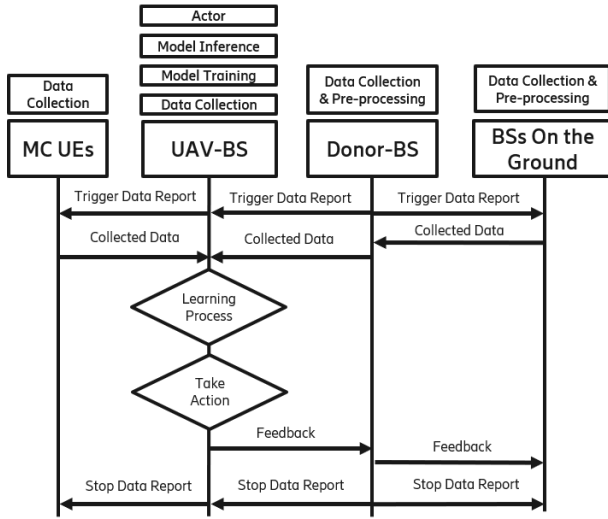 Actor
Model Inference
Model Training
Data Collection
Data
Collection
Data Collection
& Pre-processing
Data Collection &
Pre-processing
MC UEs
UAV-BS
Donor-BS
BSs On the
Ground
Trigger Data Report
Trigger Data Report
Trigger Data Report
Collected Data
Collected Data
Collected Data
Learning
Process
Take
Action
Feedback
Feedback
Stop Data Report
Stop Data Report
Stop Data Report